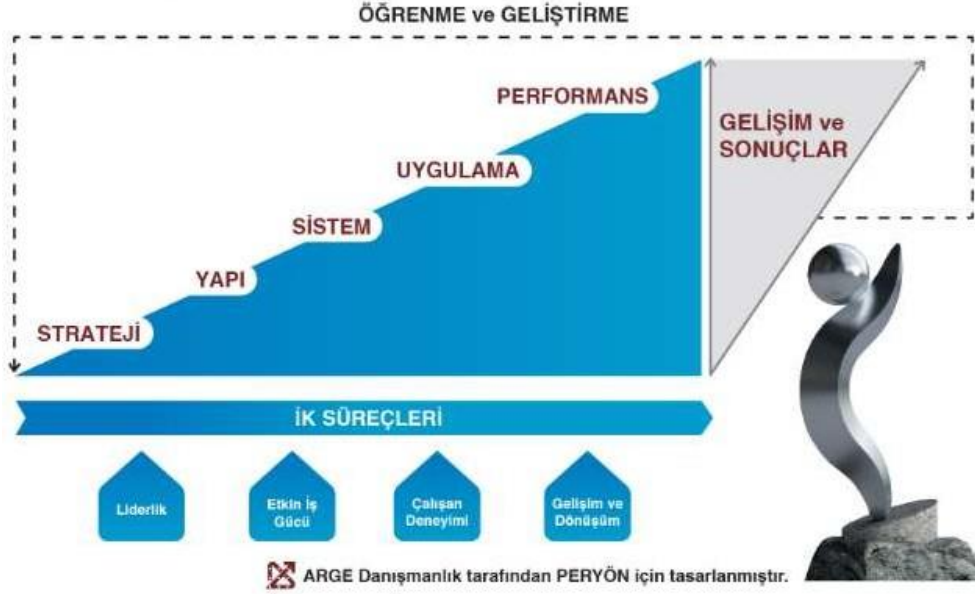 ÖĞRENME ve GELİŞTİRME
PERFORMANS
GELİŞİM ve
SONUÇLAR
UYGULAMA
SİSTEM
YAPI
STRATEJİ
İK SÜREÇLERİ
Liderlik
Etkin İş
Gücü
Çalışan
Deneyimi
Gelişim ve
Dönüşüm
ARGE Danışmanlık tarafından PERYÖN için tasarlanmıştır.